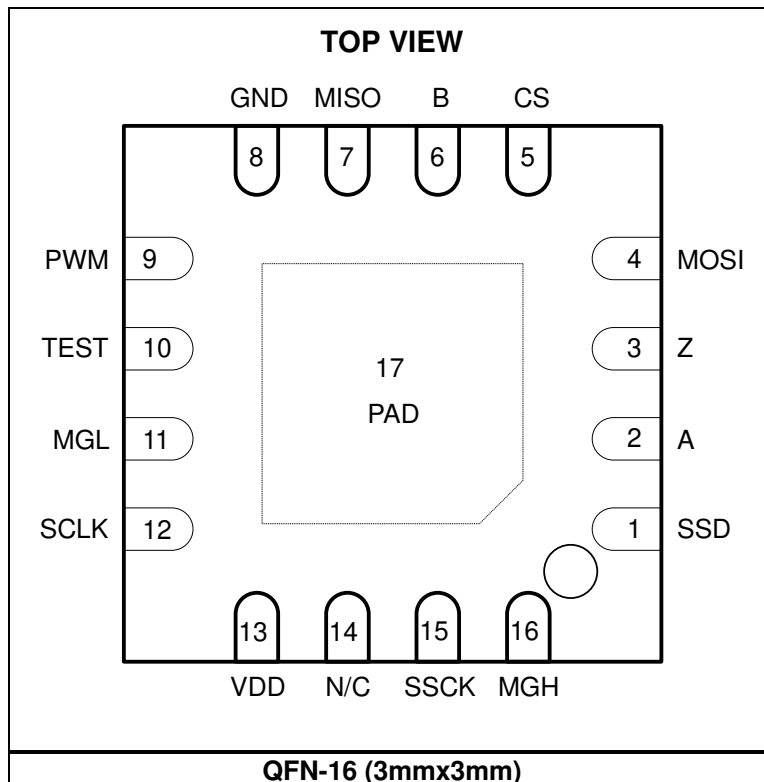 TOP VIEW
GND MISO B CS
8 7 6 5
PWM 9 4 MOSI
TEST 10 3 Z
17
PAD
MGL 11 2 A
SCLK 12 1 SSD
13 14 15 16
VDD N/C SSCK MGH
QFN-16 (3mmx3mm)